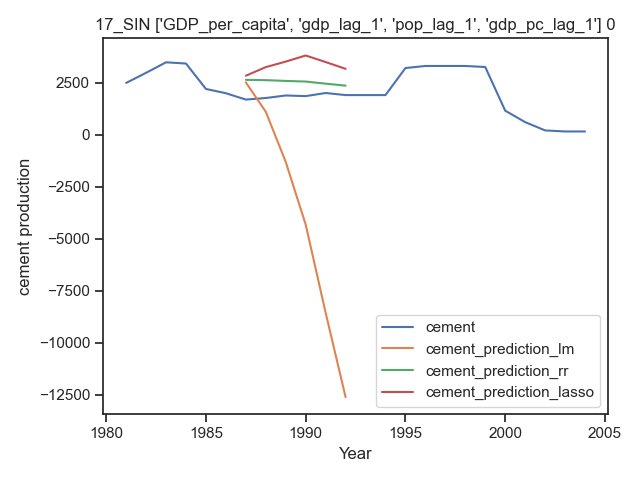 17_SIN ['GDP_per_capita', 'gdp_lag_1', 'pop_lag_1', 'gdp_pc_lag_1'] 0
cement production
2500
0
−2500
−5000
−7500
−10000
−12500
cement
cement_prediction_lm
cement_prediction_rr
cement_prediction_lasso
1980
1985
1990
1995
2000
2005
Year